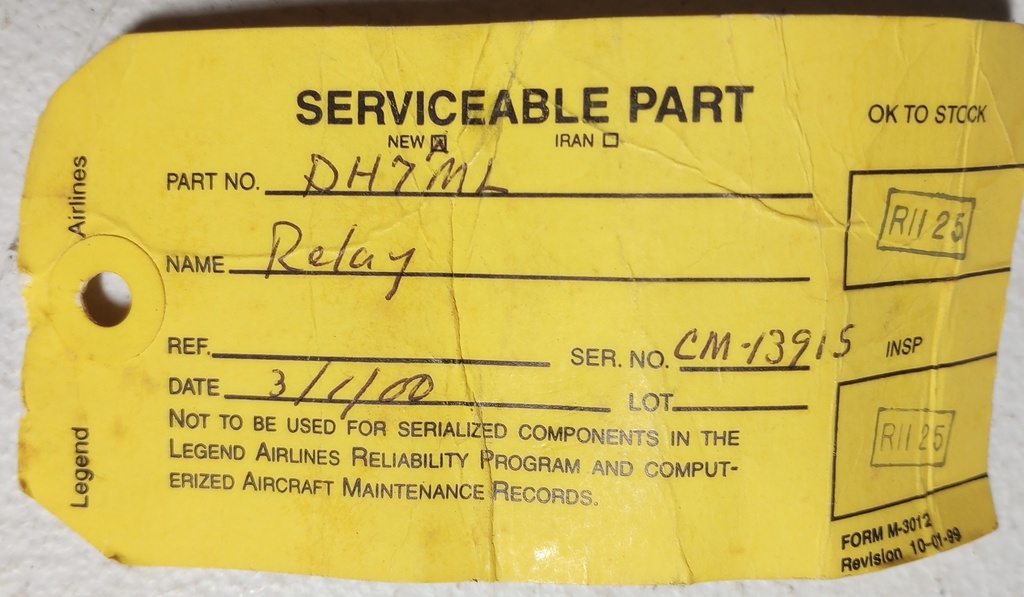 SERVICEABLE PART
NEW ☒ IRAN ☐
OK TO STOCK
PART NO. DH7ML
RII 25
NAME Relay
REF. SER. NO. CM-13915
INSP
DATE 3/1/00 LOT
RII 25
NOT TO BE USED FOR SERIALIZED COMPONENTS IN THE
LEGEND AIRLINES RELIABILITY PROGRAM AND COMPUT-
ERIZED AIRCRAFT MAINTENANCE RECORDS.
FORM M-3012
Revision 10-01-99
Legend Airlines